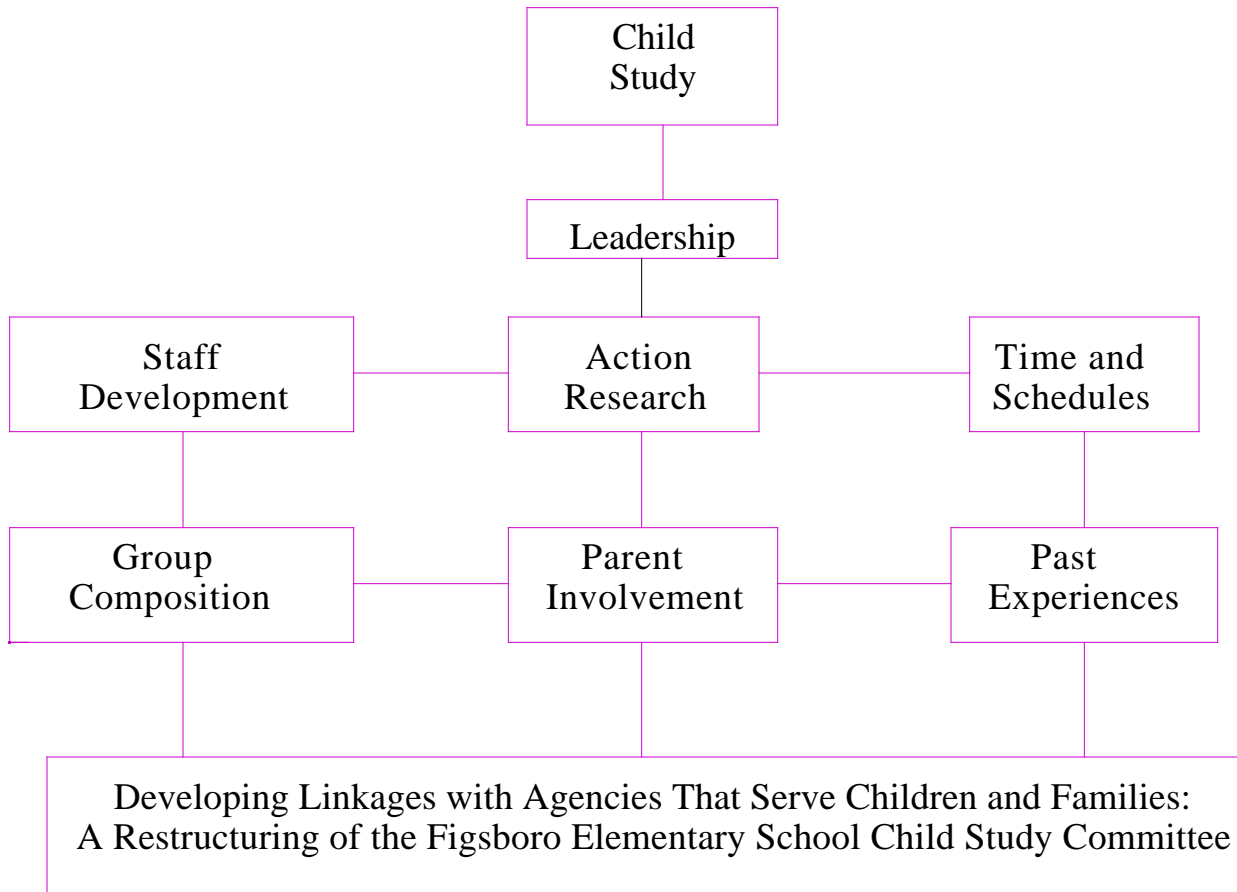 Child
Study
Leadership
Staff
Development
Action
Research
Time and
Schedules
Group
Composition
Parent
Involvement
Past
Experiences
Developing Linkages with Agencies That Serve Children and Families:
A Restructuring of the Figsboro Elementary School Child Study Committee